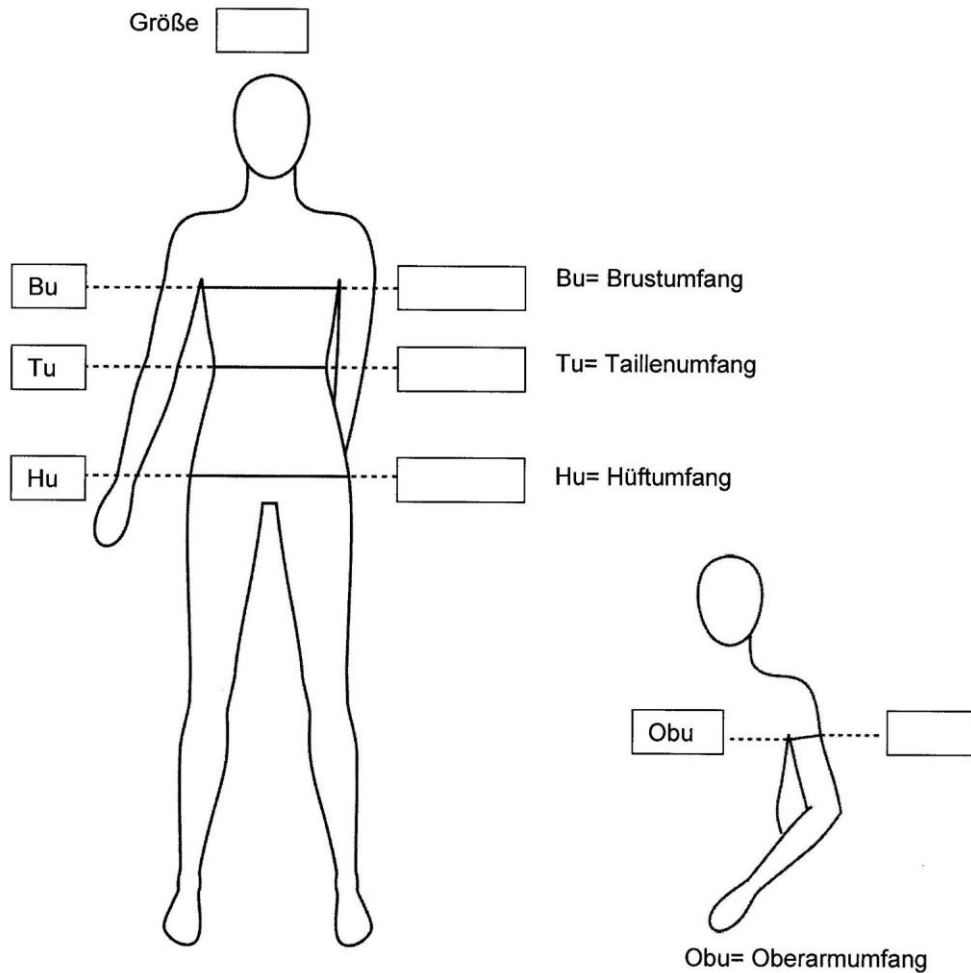 Größe
Bu
Bu= Brustumfang
Tu
Tu= Taillenumfang
Hu
Hu= Hüftumfang
Obu
Obu= Oberarmumfang